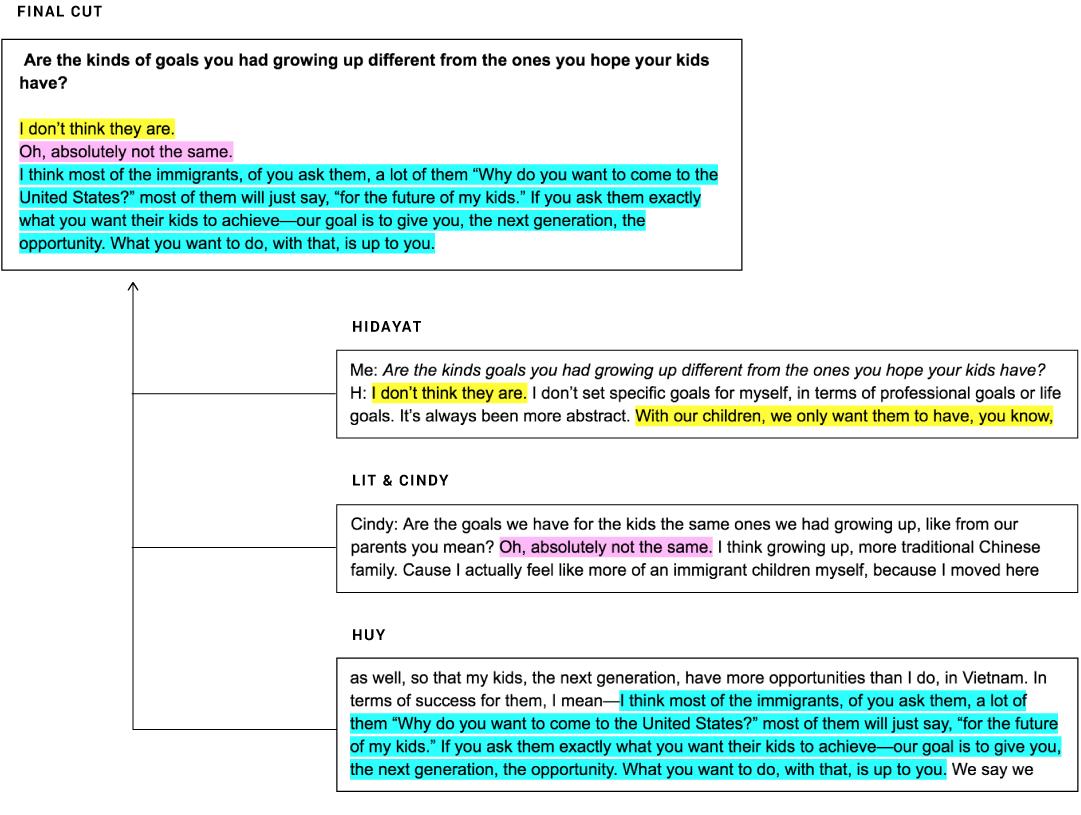 FINAL CUT
Are the kinds of goals you had growing up different from the ones you hope your kids
have?
I don't think they are.
Oh, absolutely not the same.
I think most of the immigrants, of you ask them, a lot of them “Why do you want to come to the
United States?” most of them will just say, “for the future of my kids.” If you ask them exactly
what you want their kids to achieve—our goal is to give you, the next generation, the
opportunity. What you want to do, with that, is up to you.
HIDAYAT
Me: Are the kinds goals you had growing up different from the ones you hope your kids have?
H: I don't think they are. I don't set specific goals for myself, in terms of professional goals or life
goals. It's always been more abstract. With our children, we only want them to have, you know,
LIT & CINDY
Cindy: Are the goals we have for the kids the same ones we had growing up, like from our
parents you mean? Oh, absolutely not the same. I think growing up, more traditional Chinese
family. Cause I actually feel like more of an immigrant children myself, because I moved here
HUY
as well, so that my kids, the next generation, have more opportunities than I do, in Vietnam. In
terms of success for them, I mean—I think most of the immigrants, of you ask them, a lot of
them “Why do you want to come to the United States?” most of them will just say, “for the future
of my kids.” If you ask them exactly what you want their kids to achieve—our goal is to give you,
the next generation, the opportunity. What you want to do, with that, is up to you. We say we